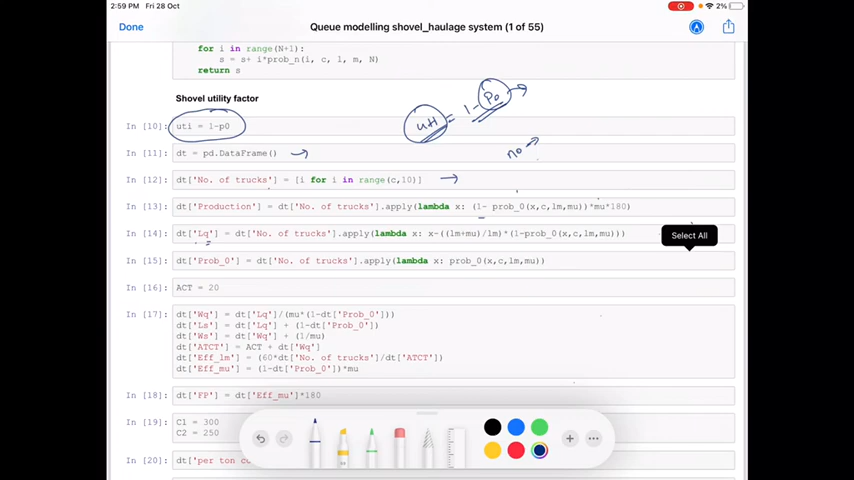 2:59 PM Fri 28 Oct
2%
Done
Queue modelling shovel_haulage system (1 of 55)
for i in range(N+1):
s = s+ i*prob_n(i, c, l, m, N)
return s
Shovel utility factor
uti = 1-p0
In [10]: uti = 1-p0
In [11]: dt = pd.DataFrame()
no
In [12]: dt['No. of trucks'] = [i for i in range(c,10)]
In [13]: dt['Production'] = dt['No. of trucks'].apply(lambda x: (1- prob_0(x,c,lm,mu))*mu*180)
In [14]: dt['Lq'] = dt['No. of trucks'].apply(lambda x: x-((lm+mu)/lm)*(1-prob_0(x,c,lm,mu)))
Select All
In [15]: dt['Prob_0'] = dt['No. of trucks'].apply(lambda x: prob_0(x,c,lm,mu))
In [16]: ACT = 20
In [17]: dt['Wq'] = dt['Lq']/(mu*(1-dt['Prob_0']))
dt['Ls'] = dt['Lq'] + (1-dt['Prob_0'])
dt['Ws'] = dt['Wq'] + (1/mu)
dt['ATCT'] = ACT + dt['Wq']
dt['Eff_lm'] = (60*dt['No. of trucks']/dt['ATCT'])
dt['Eff_mu'] = (1-dt['Prob_0'])*mu
In [18]: dt['FP'] = dt['Eff_mu']*180
In [19]: C1 = 300
C2 = 250
In [20]: dt['per ton